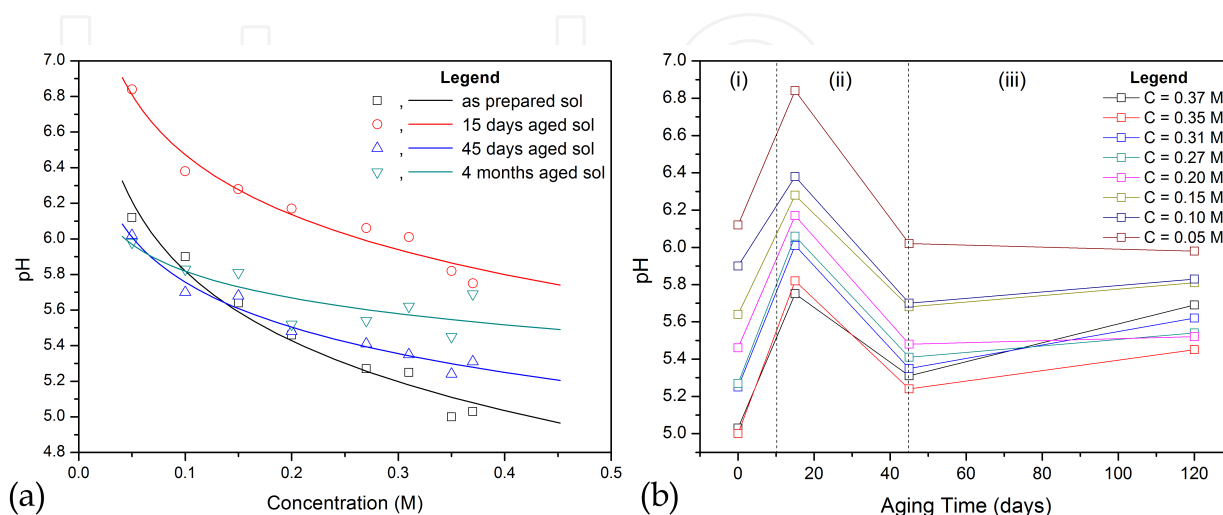 7.0
6.8
6.6
6.4
6.2
6.0
5.8
5.6
5.4
5.2
5.0
4.8
pH
Legend
, as prepared sol
, 15 days aged sol
, 45 days aged sol
, 4 months aged sol
0.0 0.1 0.2 0.3 0.4 0.5
Concentration (M)
(a)
7.0
6.8
6.6
6.4
6.2
6.0
5.8
5.6
5.4
5.2
5.0
pH
(i) (ii) (iii)
Legend
C = 0.37 M
C = 0.35 M
C = 0.31 M
C = 0.27 M
C = 0.20 M
C = 0.15 M
C = 0.10 M
C = 0.05 M
0 20 40 60 80 100 120
Aging Time (days)
(b)